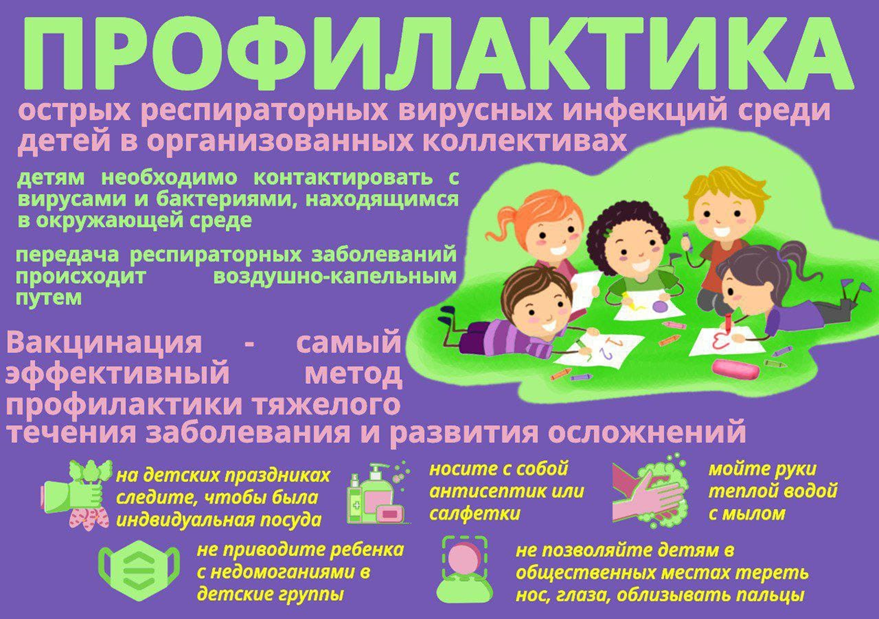 ПРОФИЛАКТИКА
острых респираторных вирусных инфекций среди
детей в организованных коллективах
детям необходимо контактировать с
вирусами и бактериями, находящимся
в окружающей среде
передача респираторных заболеваний
происходит воздушно-капельным
путем
Вакцинация - самый
эффективный метод
профилактики тяжелого
течения заболевания и развития осложнений
на детских праздниках
следите, чтобы была
индвидуальная посуда
носите с собой
антисептик или
салфетки
мойте руки
теплой водой
с мылом
не приводите ребенка
с недомоганиями в
детские группы
не позволяйте детям в
общественных местах тереть
нос, глаза, облизывать пальцы